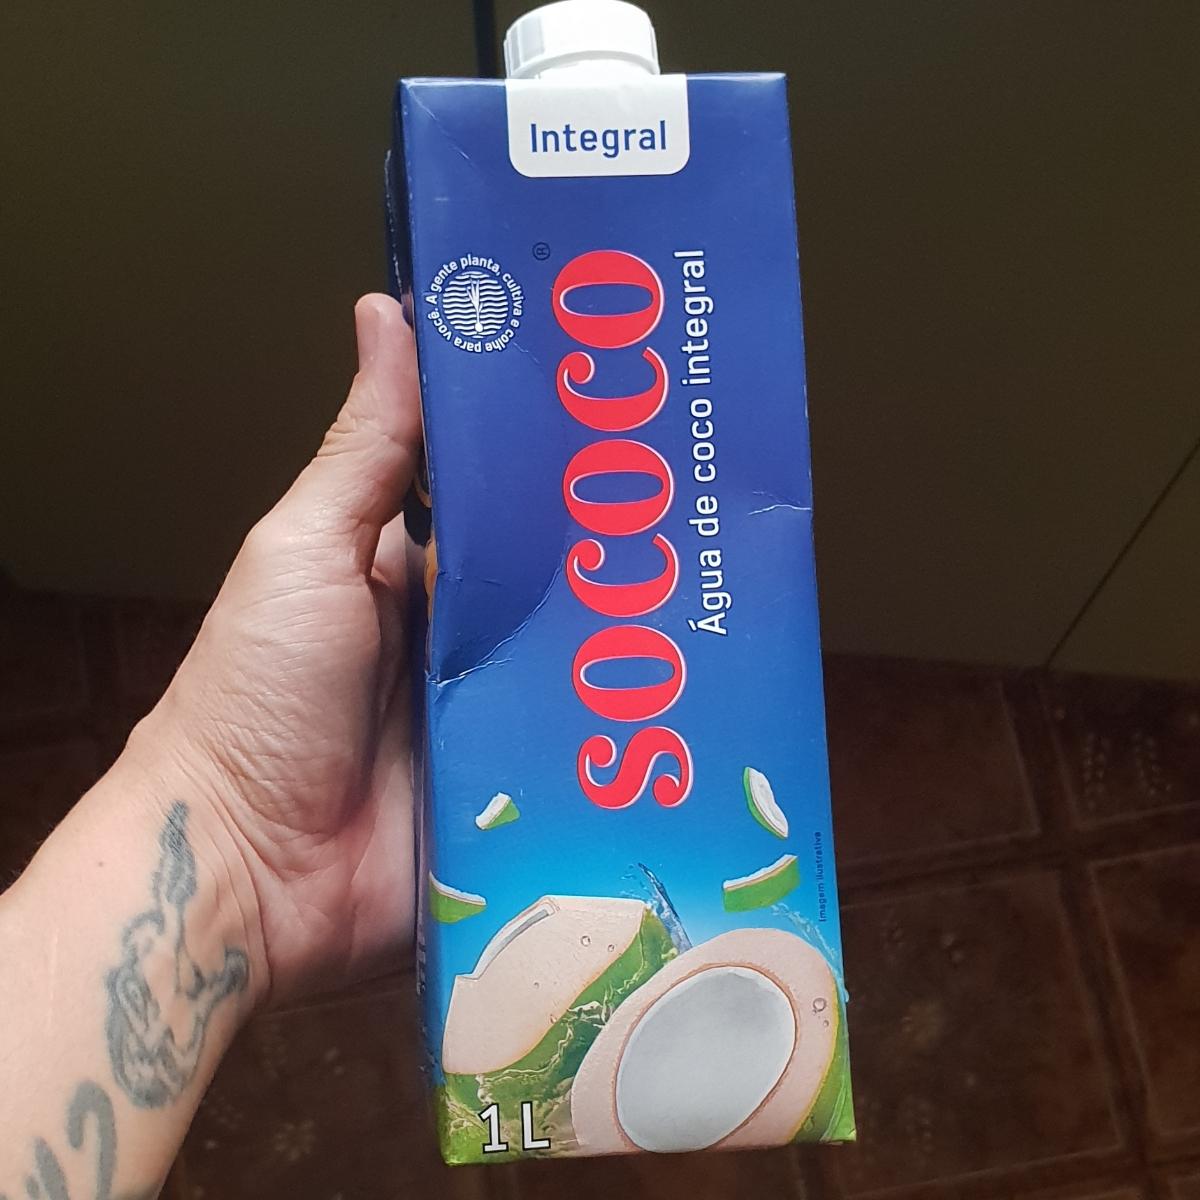 Integral
A gente planta, cultiva e colhe para você.
®
SOCOCO
Água de coco integral
Imagem ilustrativa
1 L